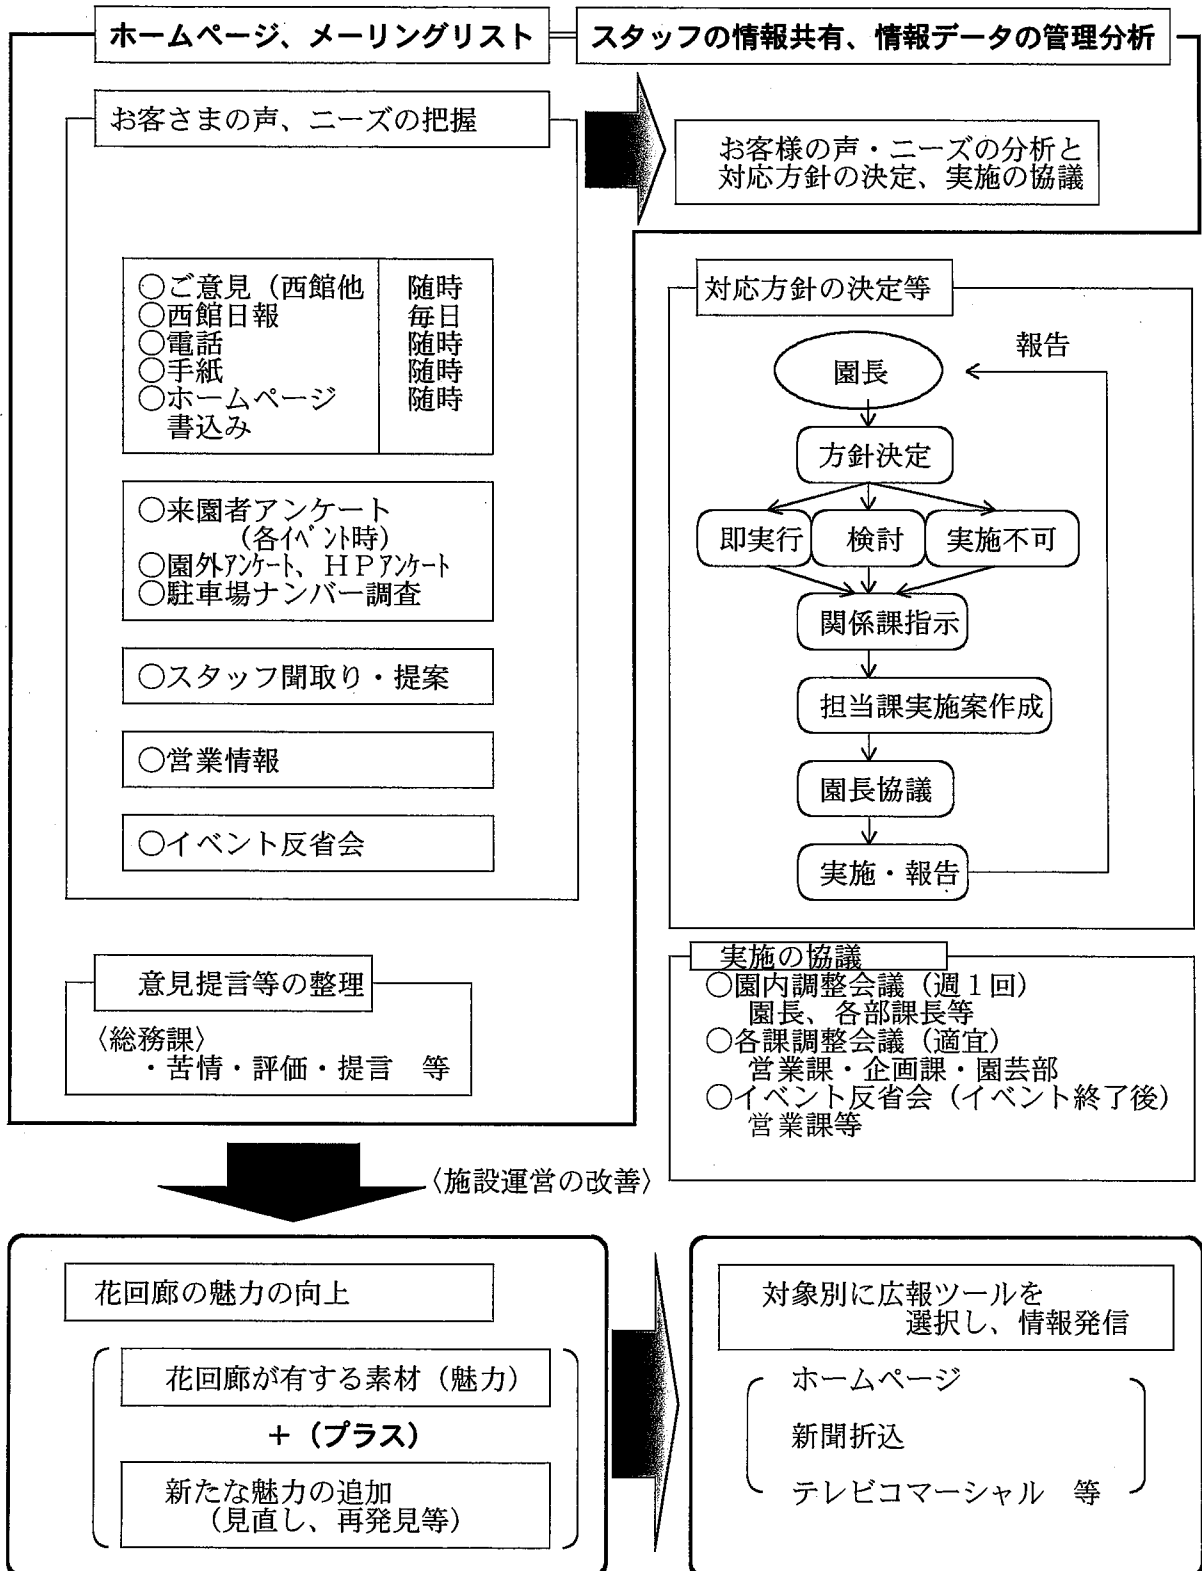 ホームページ、メーリングリスト
スタッフの情報共有、情報データの管理分析
お客さまの声、ニーズの把握
お客様の声・ニーズの分析と
対応方針の決定、実施の協議
○ご意見（西館他 随時
○西館日報 毎日
○電話 随時
○手紙 随時
○ホームページ 随時
書込み
○来園者アンケート
（各イベント時）
○園外アンケート、ＨＰアンケート
○駐車場ナンバー調査
○スタッフ聞取り・提案
○営業情報
○イベント反省会
意見提言等の整理
〈総務課〉
・苦情・評価・提言　等
対応方針の決定等
報告
園長
方針決定
即実行 検討 実施不可
関係課指示
担当課実施案作成
園長協議
実施・報告
実施の協議
○園内調整会議（週１回）
園長、各部課長等
○各課調整会議（適宜）
営業課・企画課・園芸部
○イベント反省会（イベント終了後）
営業課等
〈施設運営の改善〉
花回廊の魅力の向上
花回廊が有する素材（魅力）
＋（プラス）
新たな魅力の追加
（見直し、再発見等）
対象別に広報ツールを
選択し、情報発信
ホームページ
新聞折込
テレビコマーシャル　等